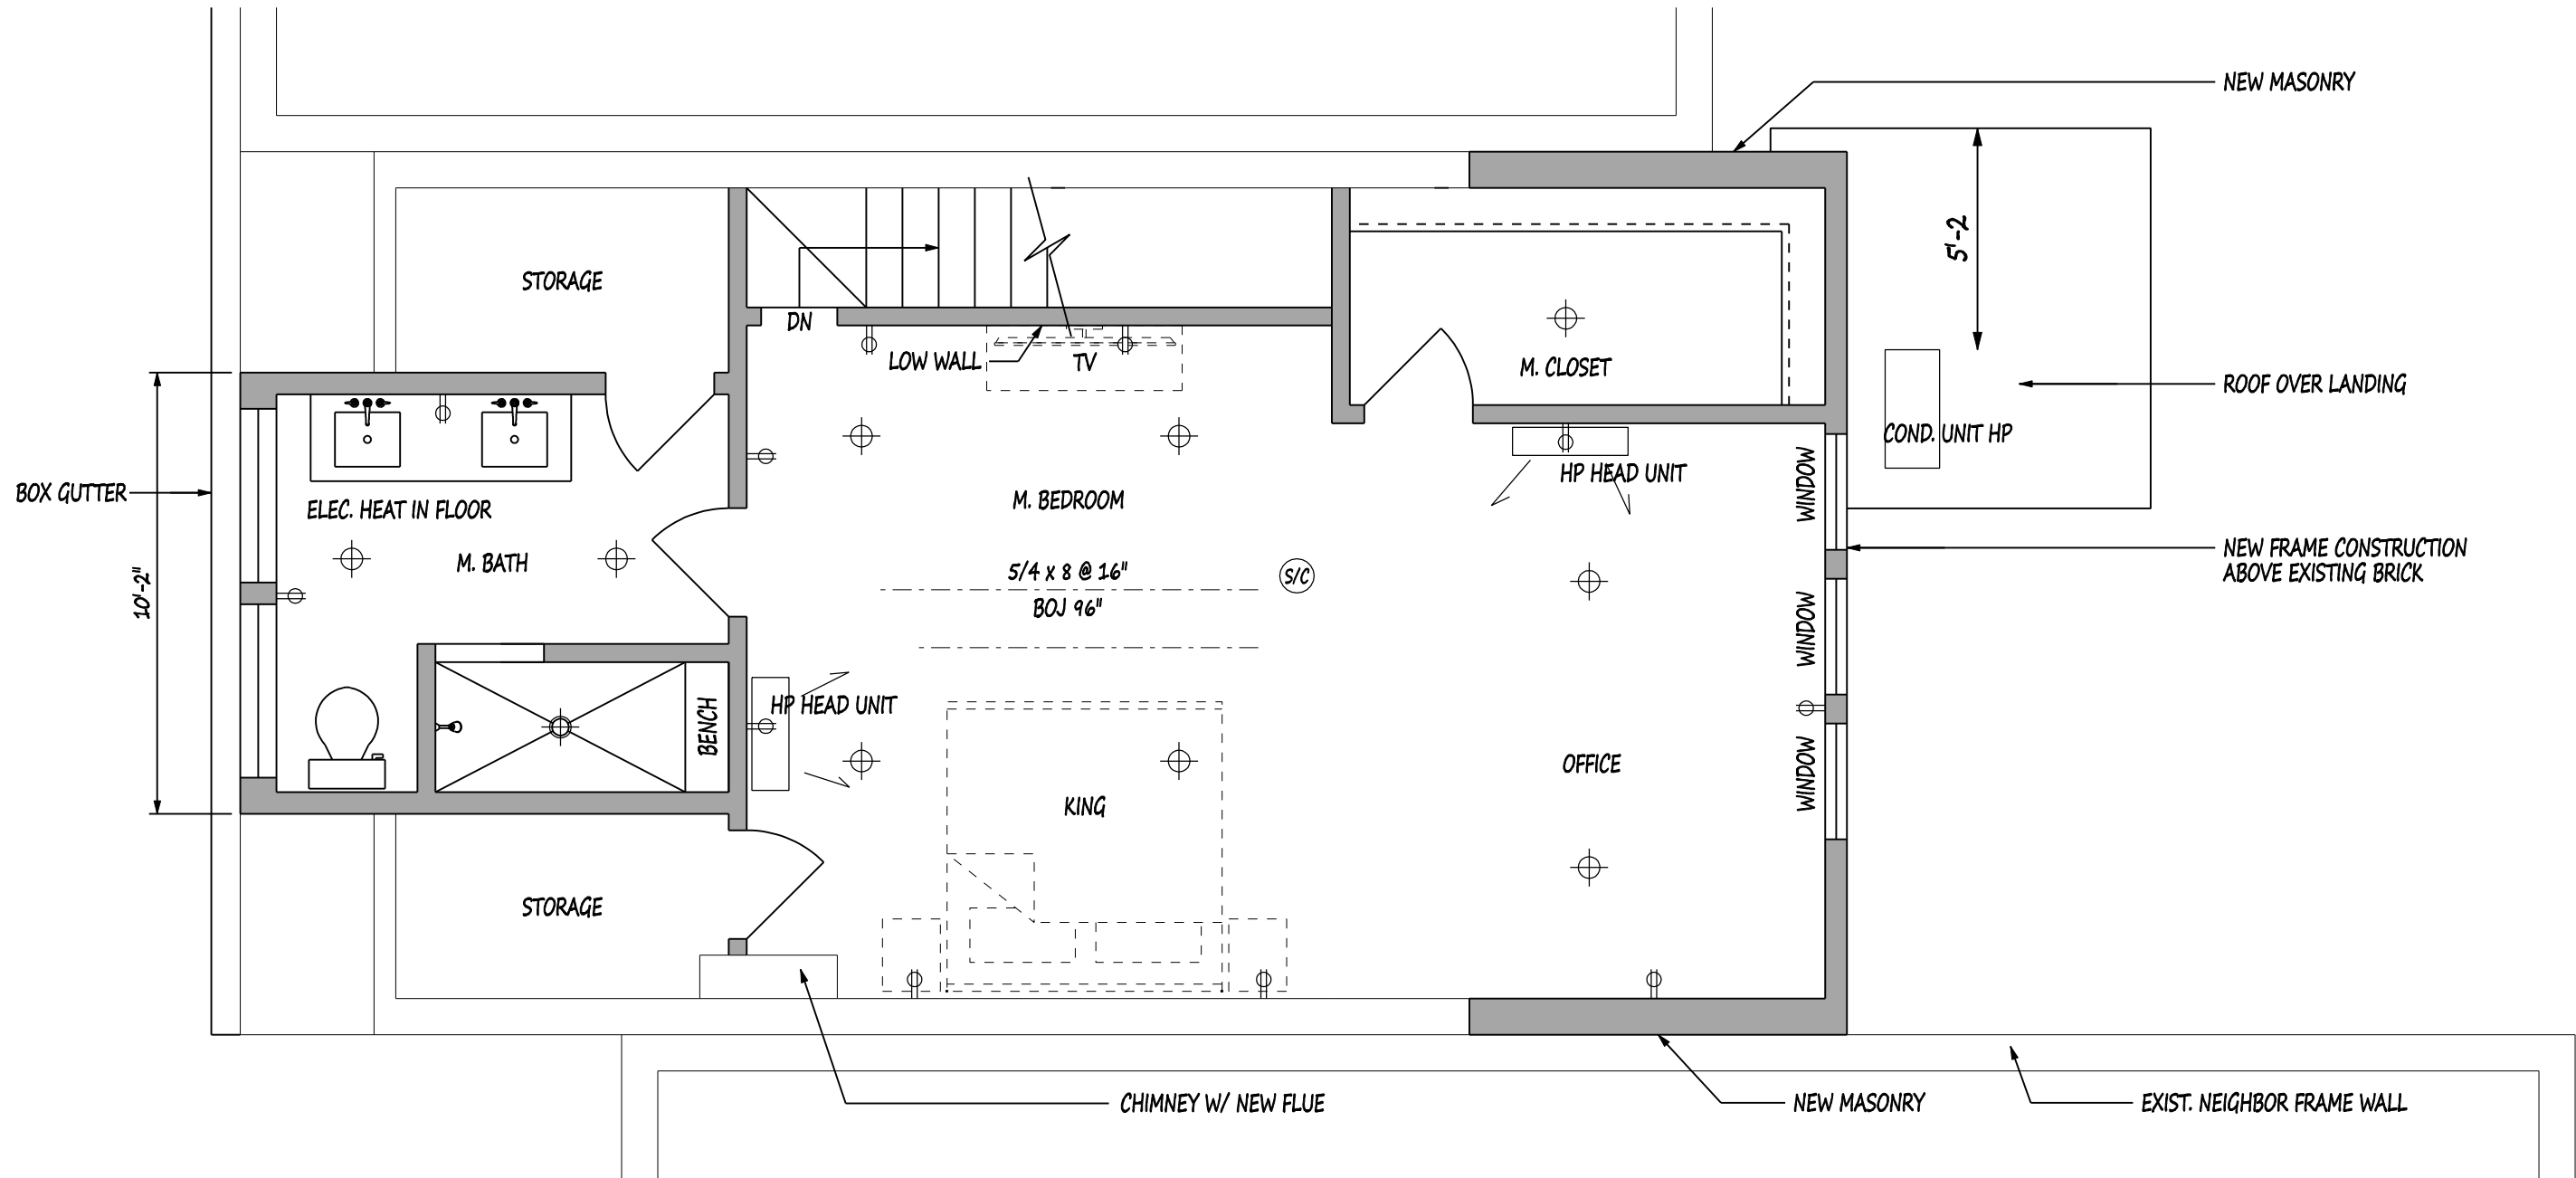 NEW MASONRY
5'-2
STORAGE
DN
LOW WALL
TV
M. CLOSET
ROOF OVER LANDING
COND. UNIT HP
HP HEAD UNIT
WINDOW
BOX GUTTER
ELEC. HEAT IN FLOOR
M. BEDROOM
M. BATH
NEW FRAME CONSTRUCTION
ABOVE EXISTING BRICK
5/4 x 8 @ 16"
S/C
BOJ 96"
10'-2"
WINDOW
BENCH
HP HEAD UNIT
OFFICE
WINDOW
KING
STORAGE
CHIMNEY W/ NEW FLUE
NEW MASONRY
EXIST. NEIGHBOR FRAME WALL